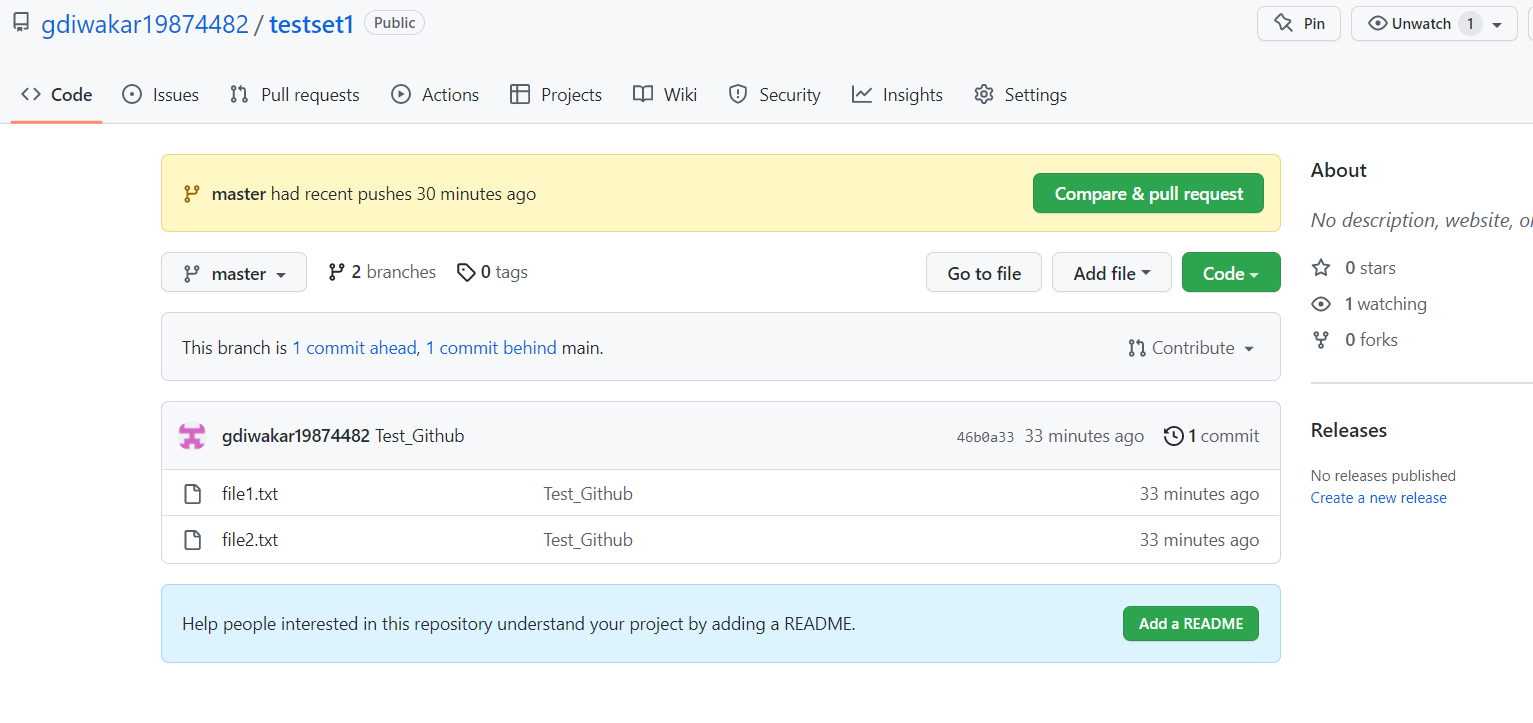 gdiwakar19874482 / testset1 Public
Pin Unwatch 1
Code Issues Pull requests Actions Projects Wiki Security Insights Settings
master had recent pushes 30 minutes ago Compare & pull request
master 2 branches 0 tags Go to file Add file Code
This branch is 1 commit ahead, 1 commit behind main. Contribute
gdiwakar19874482 Test_Github 46b0a33 33 minutes ago 1 commit
file1.txt Test_Github 33 minutes ago
file2.txt Test_Github 33 minutes ago
Help people interested in this repository understand your project by adding a README. Add a README
About
No description, website, or
0 stars
1 watching
0 forks
Releases
No releases published
Create a new release